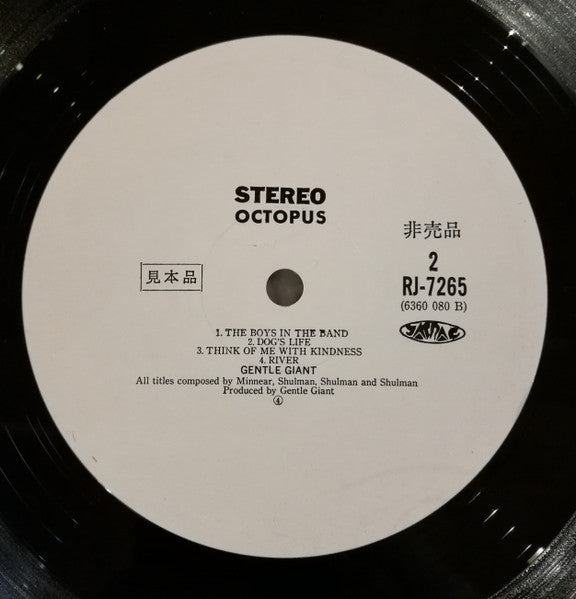 STEREO
OCTOPUS
非売品
見本品
2
RJ-7265
(6360 080 B)
JASRAC
1. THE BOYS IN THE BAND
2. DOG'S LIFE
3. THINK OF ME WITH KINDNESS
4. RIVER
GENTLE GIANT
All titles composed by Minnear, Shulman, Shulman and Shulman
Produced by Gentle Giant
④